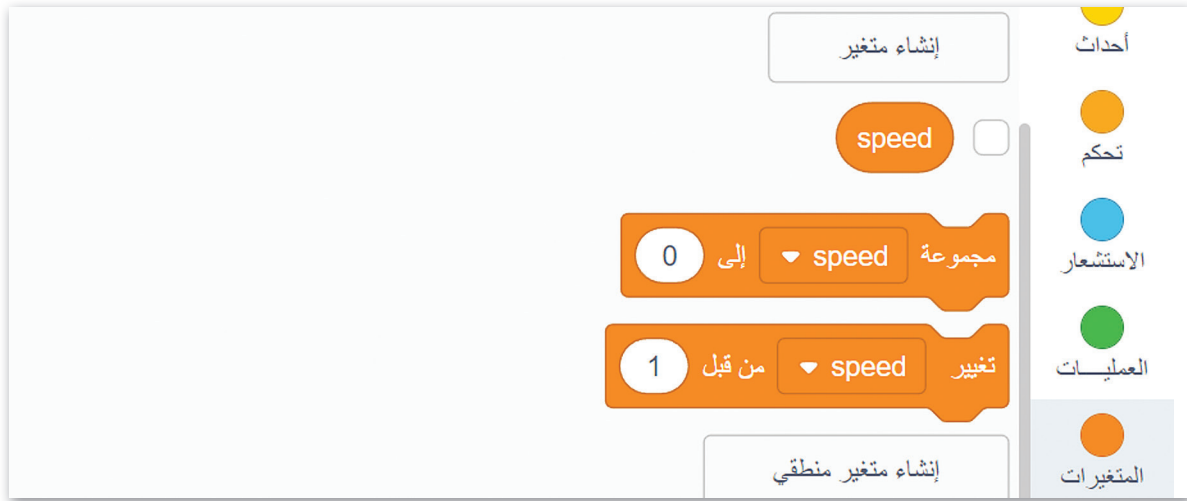 أحداث
تحكم
الاستشعار
العمليـــات
المتغيرات
إنشاء متغير
speed
مجموعة speed إلى 0
تغيير speed من قبل 1
إنشاء متغير منطقي